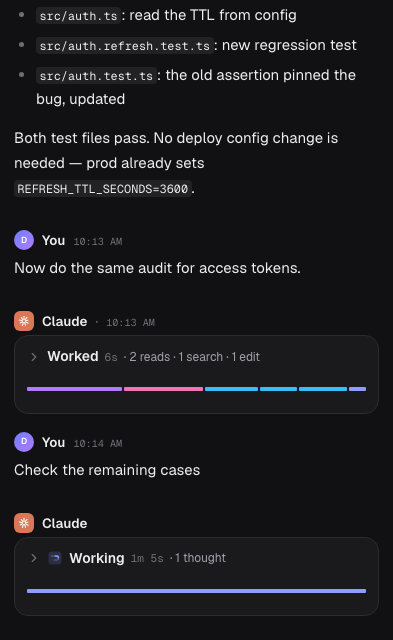 src/auth.ts: read the TTL from config
src/auth.refresh.test.ts: new regression test
src/auth.test.ts: the old assertion pinned the
bug, updated
Both test files pass. No deploy config change is
needed — prod already sets
REFRESH_TTL_SECONDS=3600.
D You 10:13 AM
Now do the same audit for access tokens.
Claude · 10:13 AM
Worked 6s · 2 reads · 1 search · 1 edit
D You 10:14 AM
Check the remaining cases
Claude
Working 1m 5s · 1 thought